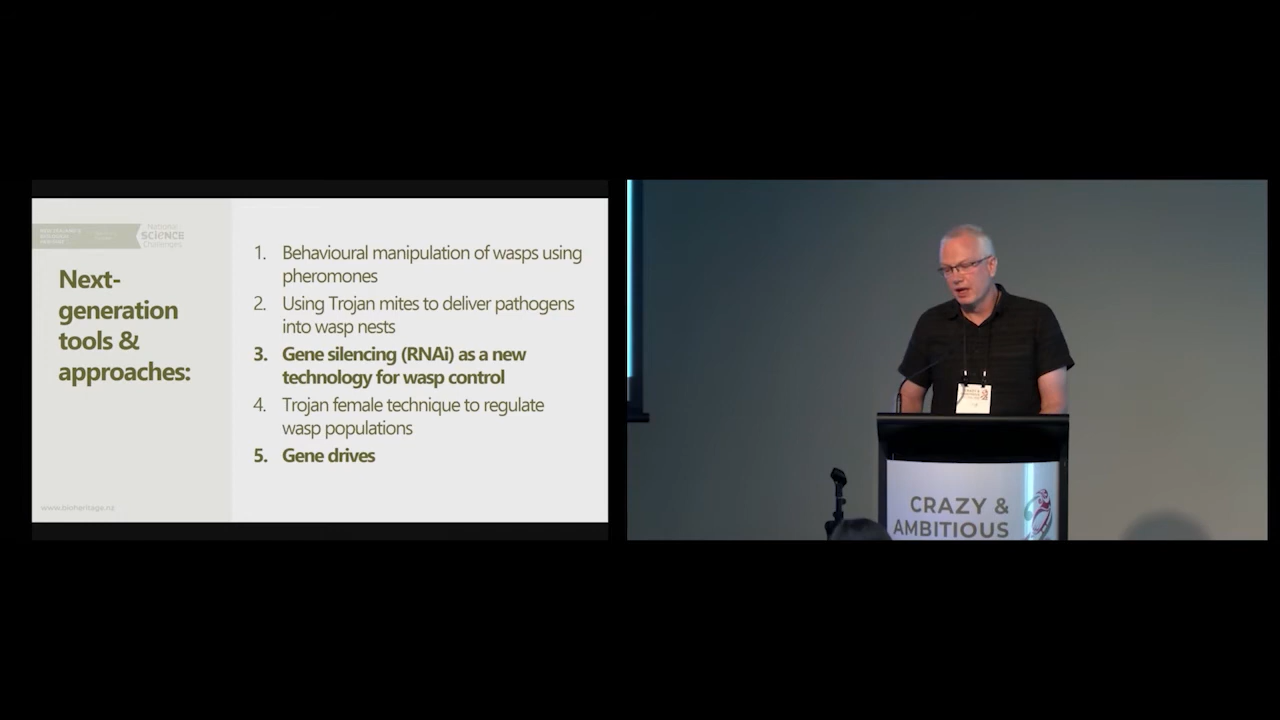 National
SCIENCE
Challenges
Next-
generation
tools &
approaches:
1. Behavioural manipulation of wasps using
pheromones
2. Using Trojan mites to deliver pathogens
into wasp nests
3. Gene silencing (RNAi) as a new
technology for wasp control
4. Trojan female technique to regulate
wasp populations
5. Gene drives
www.bioheritage.nz
CRAZY &
AMBITIOUS